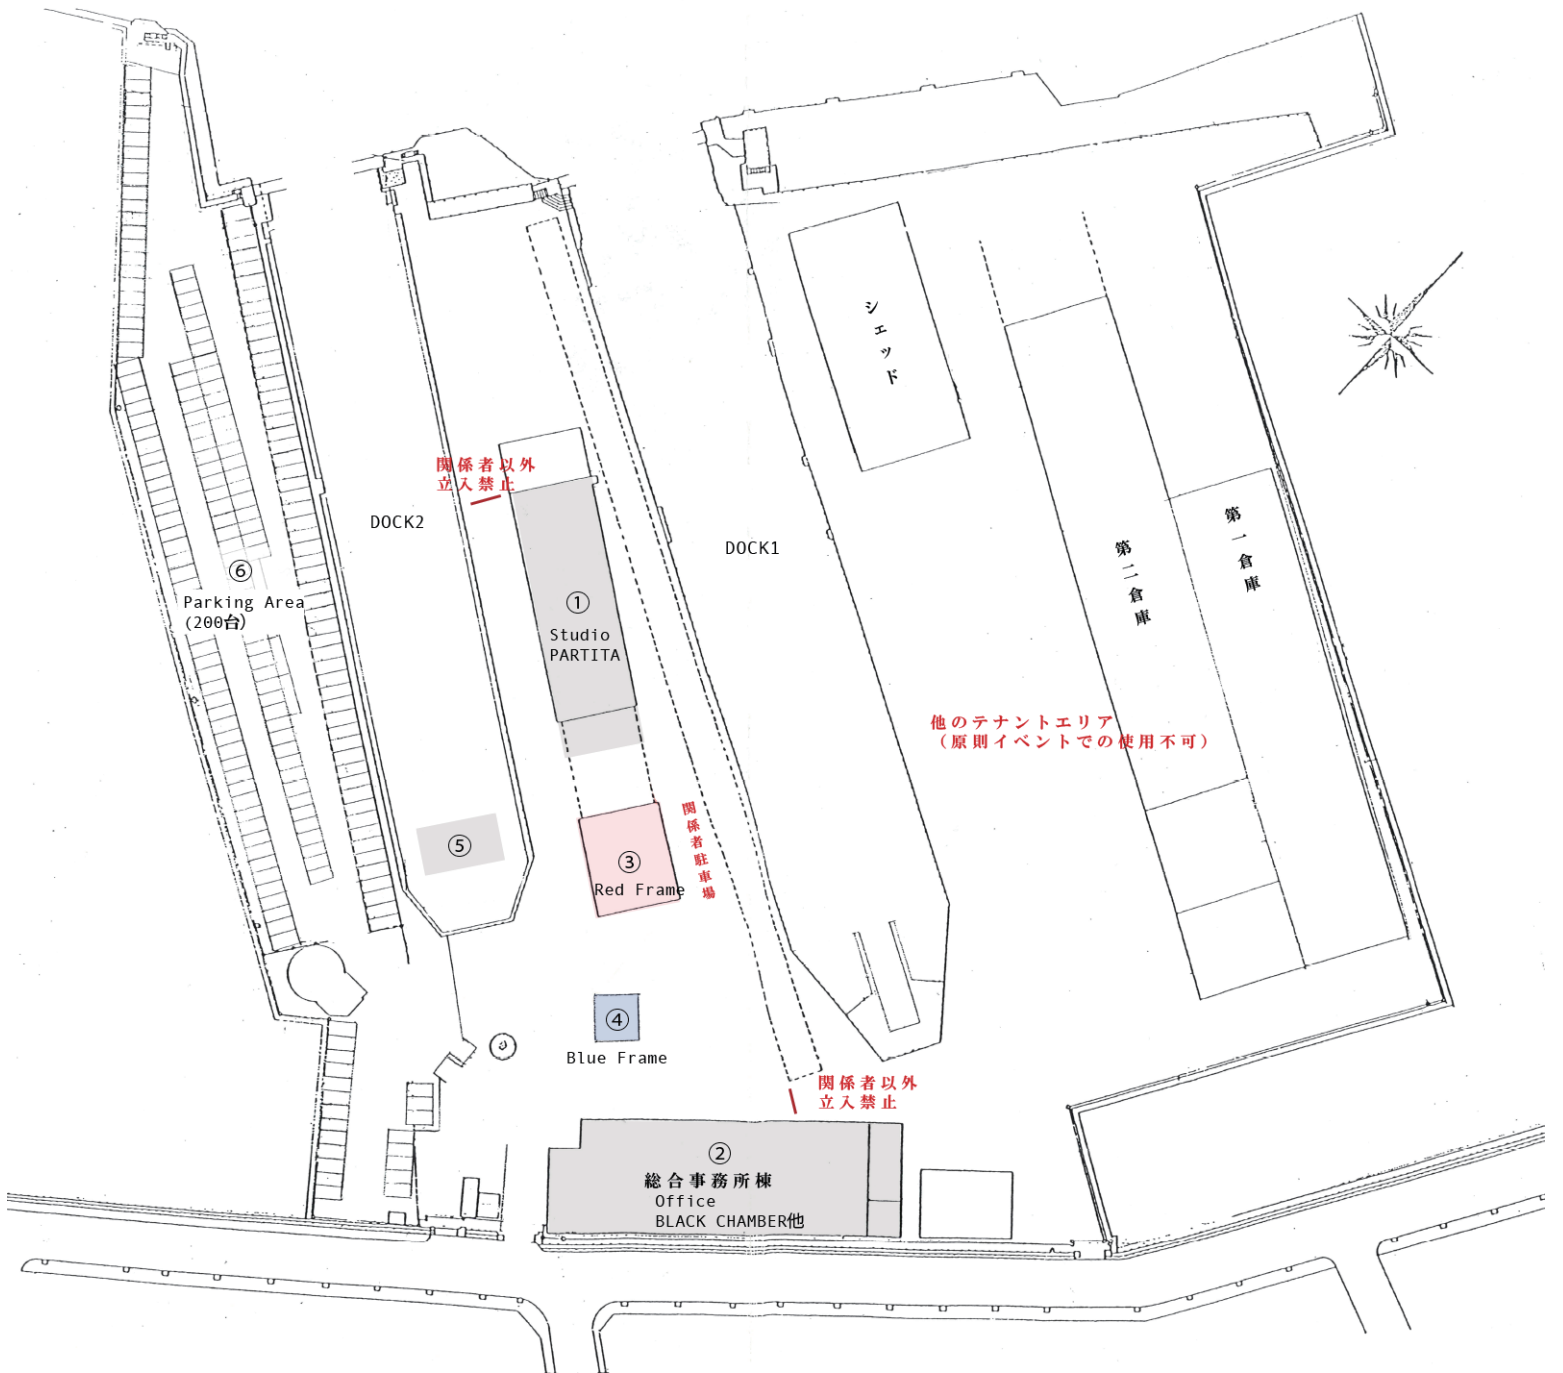 シェッド
関係者以外
立入禁止
DOCK2
DOCK1
第一倉庫
第二倉庫
⑥
Parking Area
(200台)
①
Studio
PARTITA
他のテナントエリア
(原則イベントでの使用不可)
関係者駐車場
⑤
③
Red Frame
④
Blue Frame
関係者以外
立入禁止
②
総合事務所棟
Office
BLACK CHAMBER他